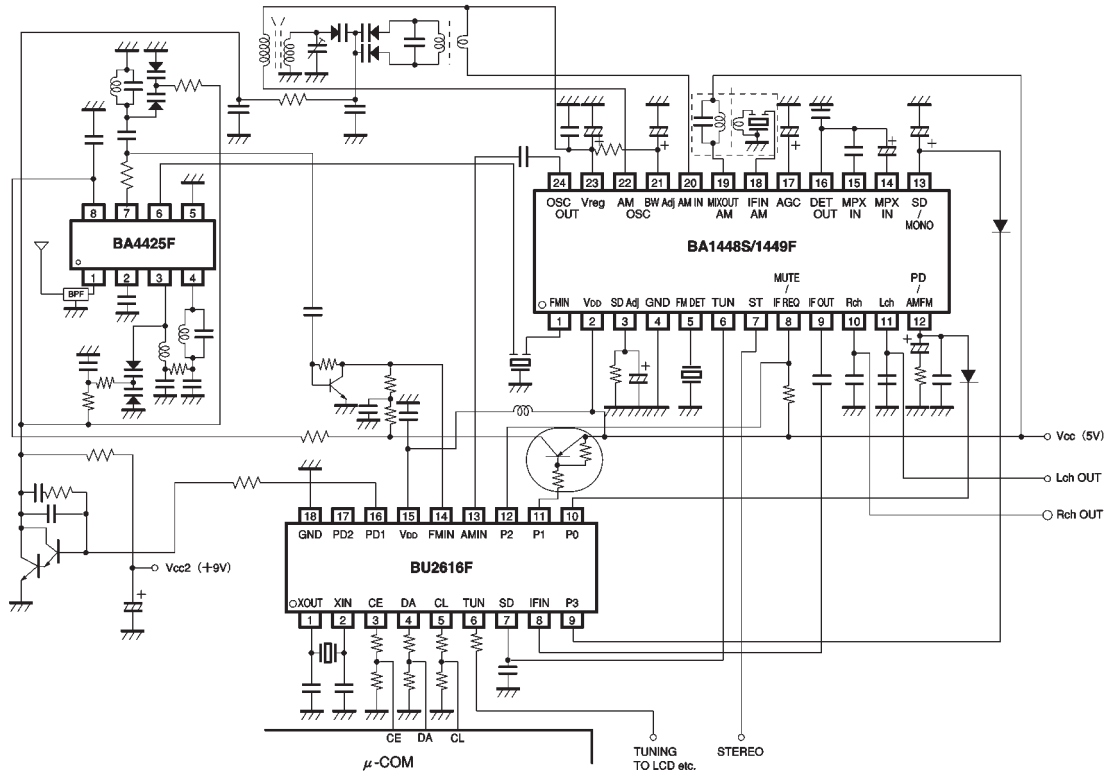 24 23 22 21 20 19 18 17 16 15 14 13
OSC OUT
Vreg
AM OSC
BW Adj
AM IN
MIXOUT AM
IFIN AM
AGC
DET OUT
MPX IN
MPX IN
SD / MONO
BA1448S/1449F
FMIN
VDD
SD Adj
GND
FM DET
TUN
ST
MUTE / IF REQ
IF OUT
Rch
Lch
PD / AMFM
1 2 3 4 5 6 7 8 9 10 11 12
8 7 6 5
BA4425F
1 2 3 4
BPF
Vcc (5V)
Lch OUT
Rch OUT
18 17 16 15 14 13 12 11 10
GND PD2 PD1 VDD FMIN AMIN P2 P1 P0
BU2616F
XOUT XIN CE DA CL TUN SD IFIN P3
1 2 3 4 5 6 7 8 9
Vcc2 (+9V)
CE DA CL
μ-COM
TUNING
TO LCD etc.
STEREO
+
+
+
+
+
+
+
+